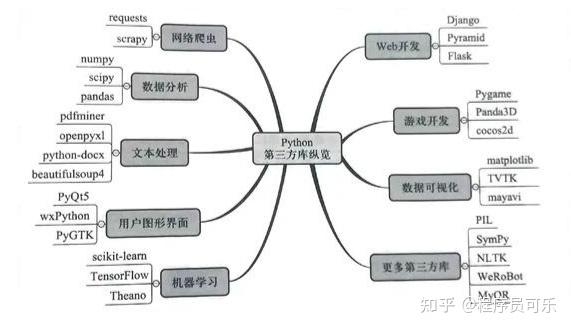 Python
第三方库纵览
网络爬虫
requests
scrapy
数据分析
numpy
scipy
pandas
文本处理
pdfminer
openpyxl
python-docx
beautifulsoup4
用户图形界面
PyQt5
wxPython
PyGTK
机器学习
scikit-learn
TensorFlow
Theano
Web开发
Django
Pyramid
Flask
游戏开发
Pygame
Panda3D
cocos2d
数据可视化
matplotlib
TVTK
mayavi
更多第三方库
PIL
SymPy
NLTK
WeRoBot
MyQR
知乎 @程序员可乐